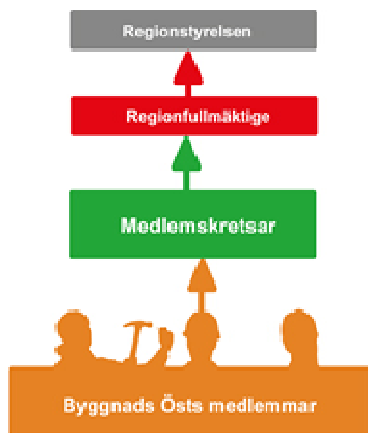 Regionstyrelsen
Regionfullmäktige
Medlemskretsar
Byggnads Östs medlemmar